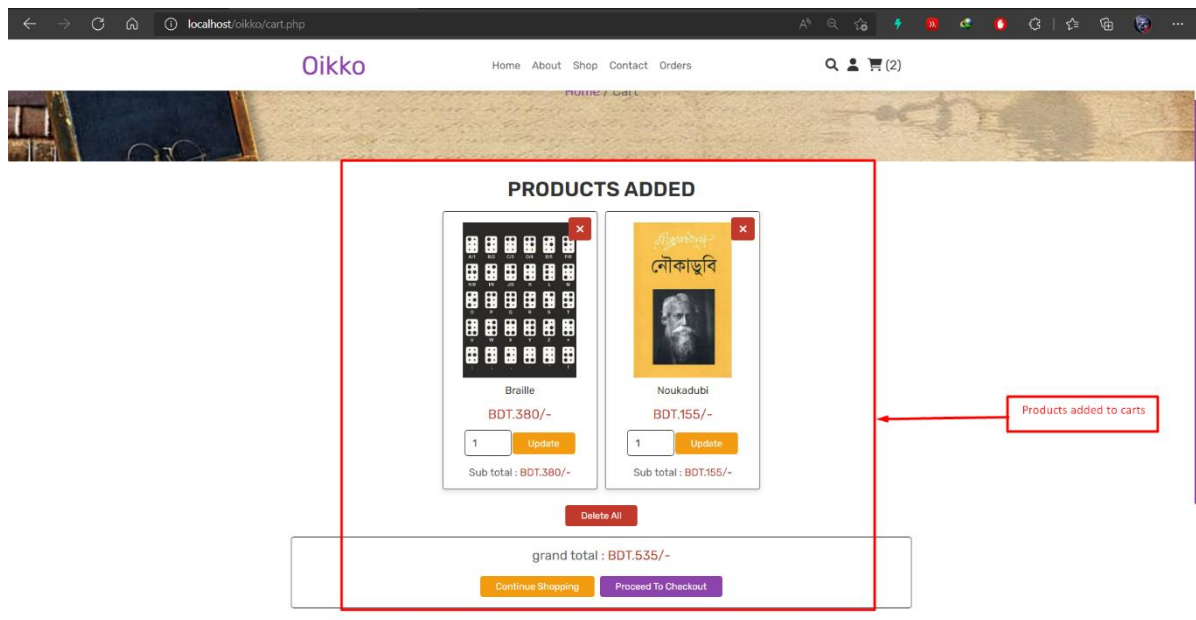 localhost/oikko/cart.php
Oikko
Home About Shop Contact Orders
(2)
Home / Cart
PRODUCTS ADDED
নৌকাডুবি
Braille
Noukadubi
BDT.380/-
BDT.155/-
1 Update
1 Update
Sub total : BDT.380/-
Sub total : BDT.155/-
Products added to carts
Delete All
grand total : BDT.535/-
Continue Shopping
Proceed To Checkout